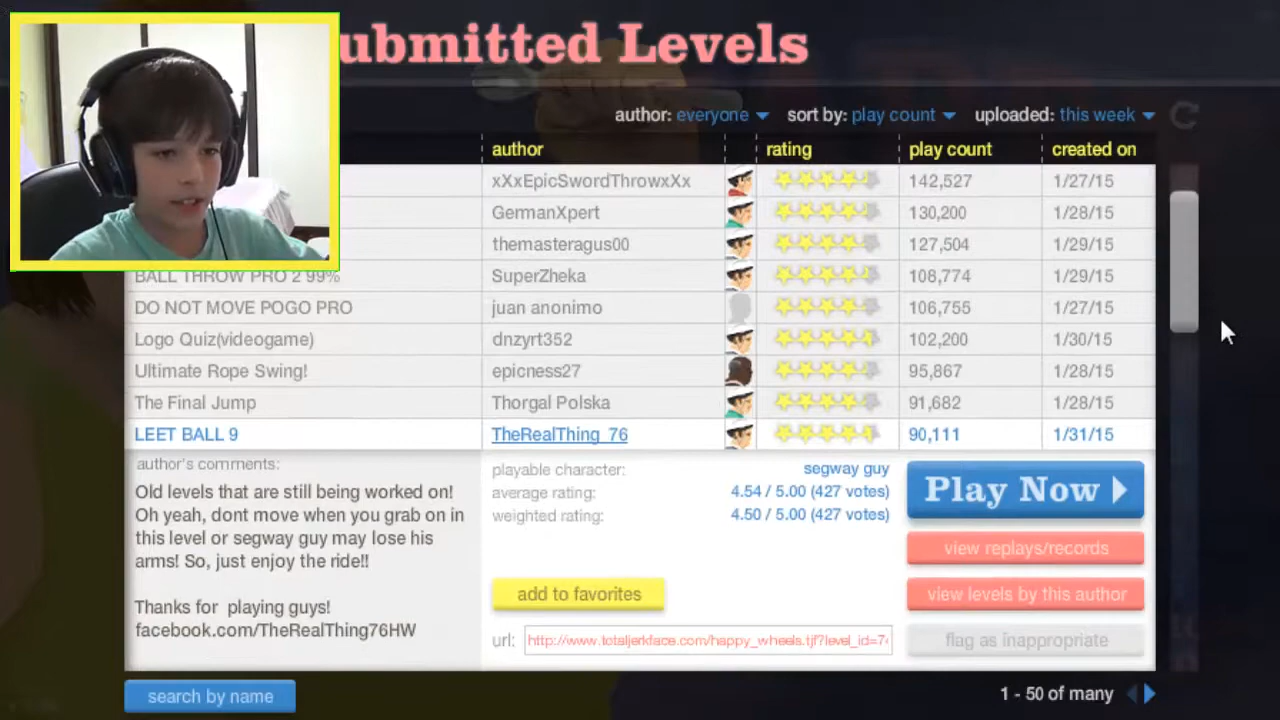 ubmitted Levels
author: everyone sort by: play count uploaded: this week
author rating play count created on
xXxEpicSwordThrowxXx 142,527 1/27/15
GermanXpert 130,200 1/28/15
themasteragus00 127,504 1/29/15
BALL THROW PRO 2 99% SuperZheka 108,774 1/29/15
DO NOT MOVE POGO PRO juan anonimo 106,755 1/27/15
Logo Quiz(videogame) dnzyrt352 102,200 1/30/15
Ultimate Rope Swing! epicness27 95,867 1/28/15
The Final Jump Thorgal Polska 91,682 1/28/15
LEET BALL 9 TheRealThing_76 90,111 1/31/15
author's comments:
Old levels that are still being worked on!
Oh yeah, dont move when you grab on in
this level or segway guy may lose his
arms! So, just enjoy the ride!!
Thanks for playing guys!
facebook.com/TheRealThing76HW
playable character: segway guy
average rating: 4.54 / 5.00 (427 votes)
weighted rating: 4.50 / 5.00 (427 votes)
add to favorites
url: http://www.totaljerkface.com/happy_wheels.tjf?level_id=7
Play Now
view replays/records
view levels by this author
flag as inappropriate
search by name
1 - 50 of many